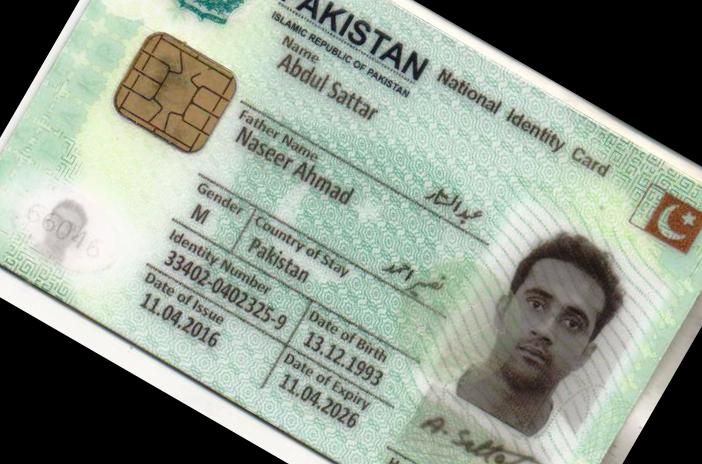 PAKISTAN National Identity Card
ISLAMIC REPUBLIC OF PAKISTAN
Name
Abdul Sattar
عبدالستار
Father Name
Naseer Ahmad
نصیر احمد
Gender
M
Country of Stay
Pakistan
Identity Number
33402-0402325-9
Date of Birth
13.12.1993
Date of Issue
11.04.2016
Date of Expiry
11.04.2026
66046
A. Sattar